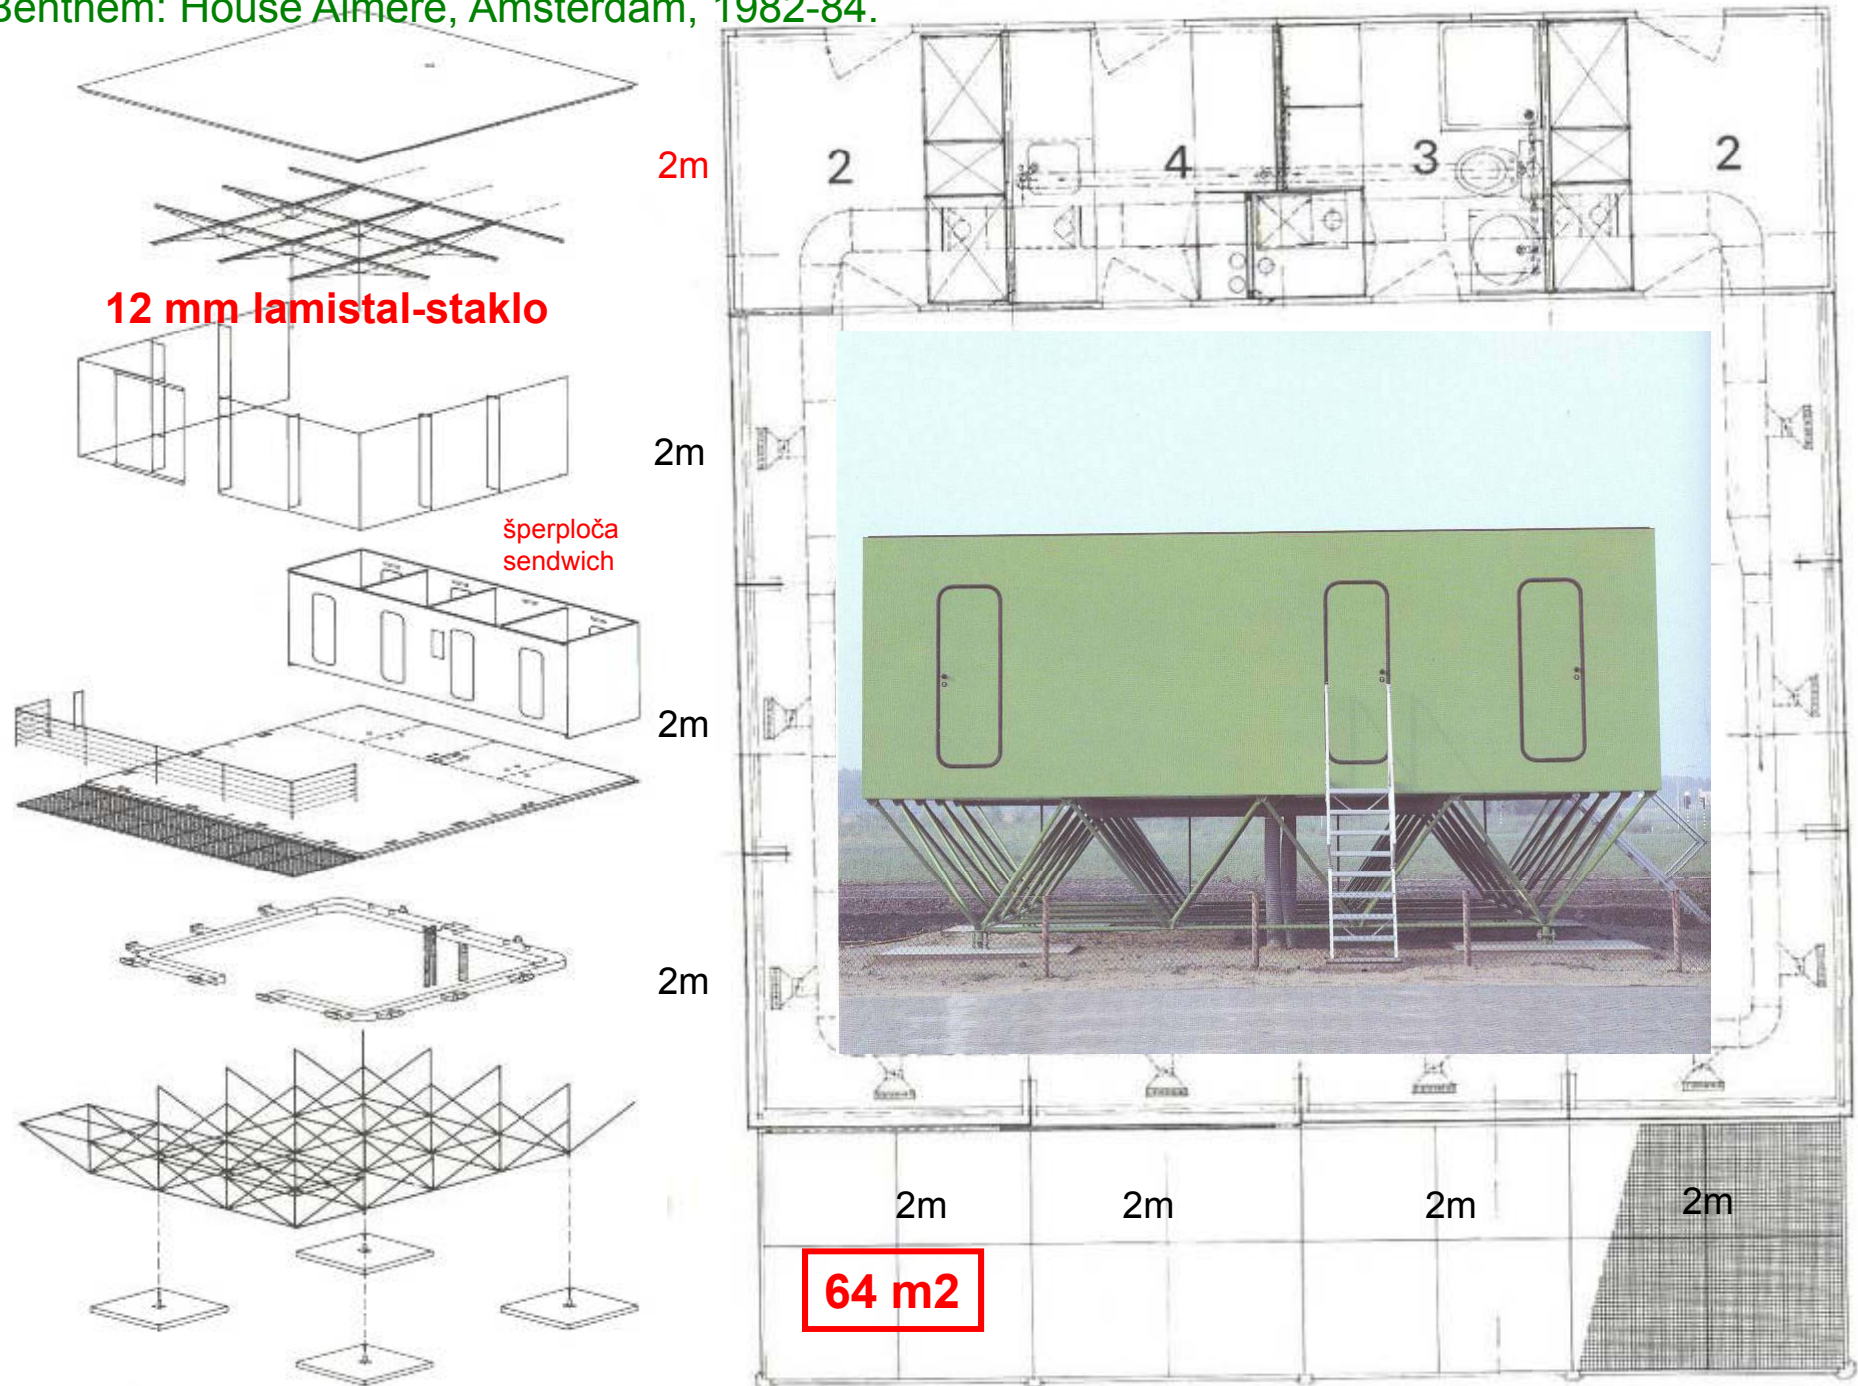 Benthem: House Almere, Amsterdam, 1982-84.
2m
2
4
3
2
12 mm lamistal-staklo
2m
šperploča
sendwich
2m
2m
2m
2m
2m
2m
64 m2